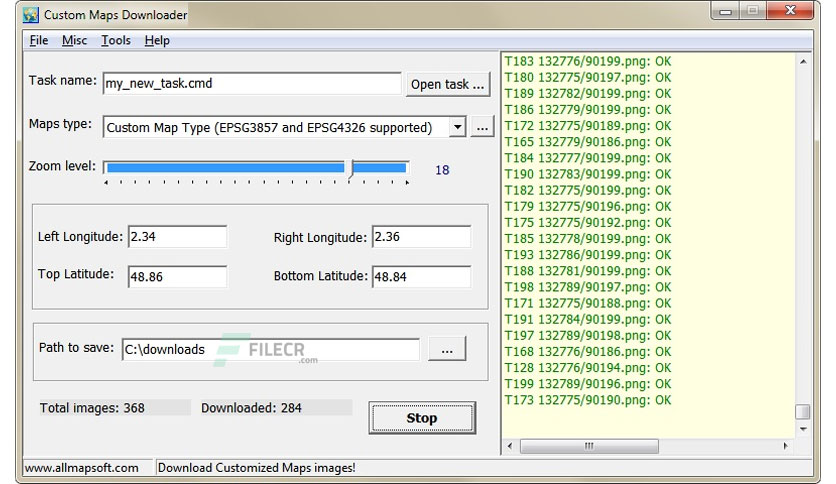 Custom Maps Downloader
File Misc Tools Help
Task name: my_new_task.cmd Open task ...
Maps type: Custom Map Type (EPSG3857 and EPSG4326 supported) ...
Zoom level: 18
Left Longitude: 2.34 Right Longitude: 2.36
Top Latitude: 48.86 Bottom Latitude: 48.84
Path to save: C:\downloads ...
FILECR
.com
Total images: 368 Downloaded: 284 Stop
T183 132776/90199.png: OK
T180 132775/90197.png: OK
T189 132782/90199.png: OK
T186 132779/90199.png: OK
T172 132775/90189.png: OK
T165 132779/90186.png: OK
T184 132777/90199.png: OK
T190 132783/90199.png: OK
T182 132775/90199.png: OK
T179 132775/90196.png: OK
T175 132775/90192.png: OK
T185 132778/90199.png: OK
T193 132786/90199.png: OK
T188 132781/90199.png: OK
T198 132789/90197.png: OK
T171 132775/90188.png: OK
T191 132784/90199.png: OK
T197 132789/90198.png: OK
T168 132776/90186.png: OK
T128 132776/90194.png: OK
T199 132789/90196.png: OK
T173 132775/90190.png: OK
www.allmapsoft.com Download Customized Maps images!